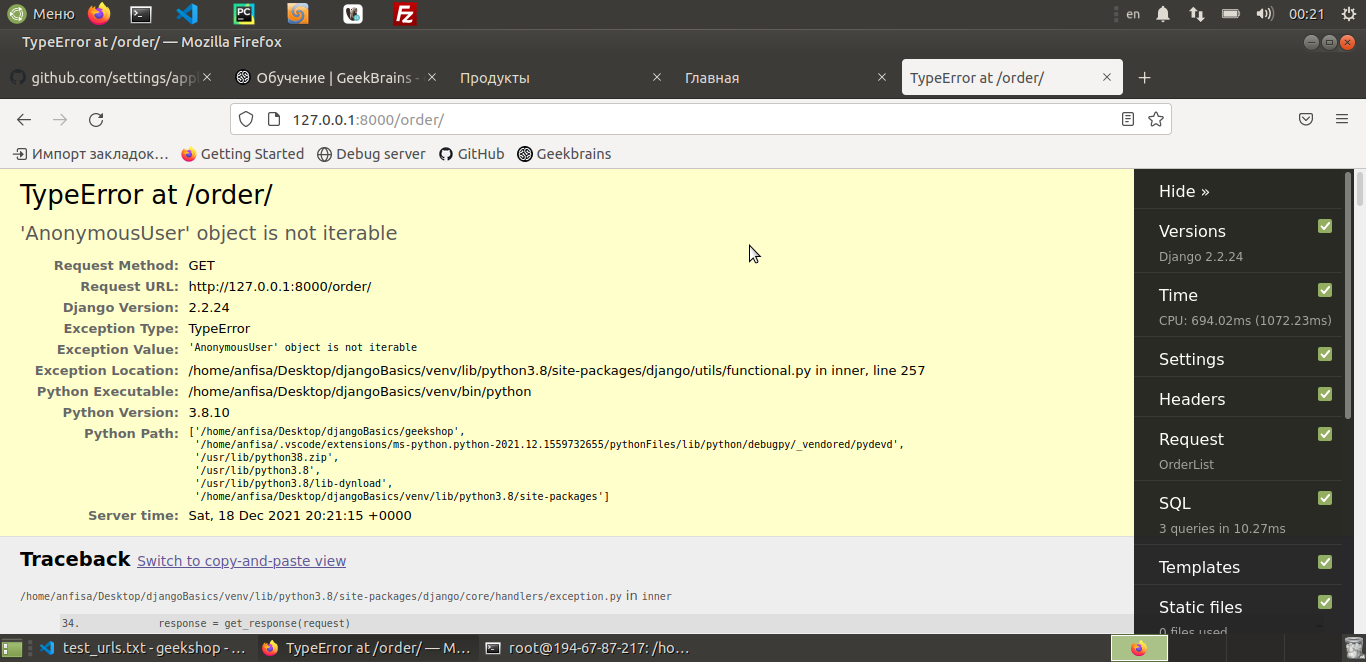 Меню
en
00:21
TypeError at /order/ — Mozilla Firefox
github.com/settings/appl
Обучение | GeekBrains -
Продукты
Главная
TypeError at /order/
127.0.0.1:8000/order/
Импорт закладок…
Getting Started
Debug server
GitHub
Geekbrains
TypeError at /order/
'AnonymousUser' object is not iterable
Request Method: GET
Request URL: http://127.0.0.1:8000/order/
Django Version: 2.2.24
Exception Type: TypeError
Exception Value: 'AnonymousUser' object is not iterable
Exception Location: /home/anfisa/Desktop/djangoBasics/venv/lib/python3.8/site-packages/django/utils/functional.py in inner, line 257
Python Executable: /home/anfisa/Desktop/djangoBasics/venv/bin/python
Python Version: 3.8.10
Python Path: ['/home/anfisa/Desktop/djangoBasics/geekshop',
'/home/anfisa/.vscode/extensions/ms-python.python-2021.12.1559732655/pythonFiles/lib/python/debugpy/_vendored/pydevd',
'/usr/lib/python38.zip',
'/usr/lib/python3.8',
'/usr/lib/python3.8/lib-dynload',
'/home/anfisa/Desktop/djangoBasics/venv/lib/python3.8/site-packages']
Server time: Sat, 18 Dec 2021 20:21:15 +0000
Traceback Switch to copy-and-paste view
/home/anfisa/Desktop/djangoBasics/venv/lib/python3.8/site-packages/django/core/handlers/exception.py in inner
34. response = get_response(request)
Hide »
Versions
Django 2.2.24
Time
CPU: 694.02ms (1072.23ms)
Settings
Headers
Request
OrderList
SQL
3 queries in 10.27ms
Templates
Static files
0 files used
test_urls.txt - geekshop - …
TypeError at /order/ — M…
root@194-67-87-217: /ho…